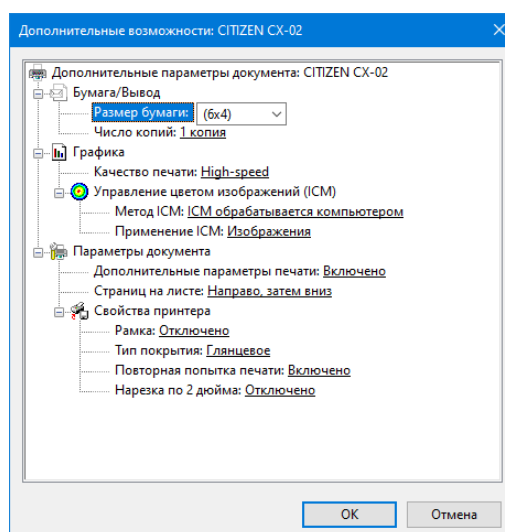 Дополнительные возможности: CITIZEN CX-02
Дополнительные параметры документа: CITIZEN CX-02
Бумага/Вывод
Размер бумаги: (6x4)
Число копий: 1 копия
Графика
Качество печати: High-speed
Управление цветом изображений (ICM)
Метод ICM: ICM обрабатывается компьютером
Применение ICM: Изображения
Параметры документа
Дополнительные параметры печати: Включено
Страниц на листе: Направо, затем вниз
Свойства принтера
Рамка: Отключено
Тип покрытия: Глянцевое
Повторная попытка печати: Включено
Нарезка по 2 дюйма: Отключено
OK Отмена